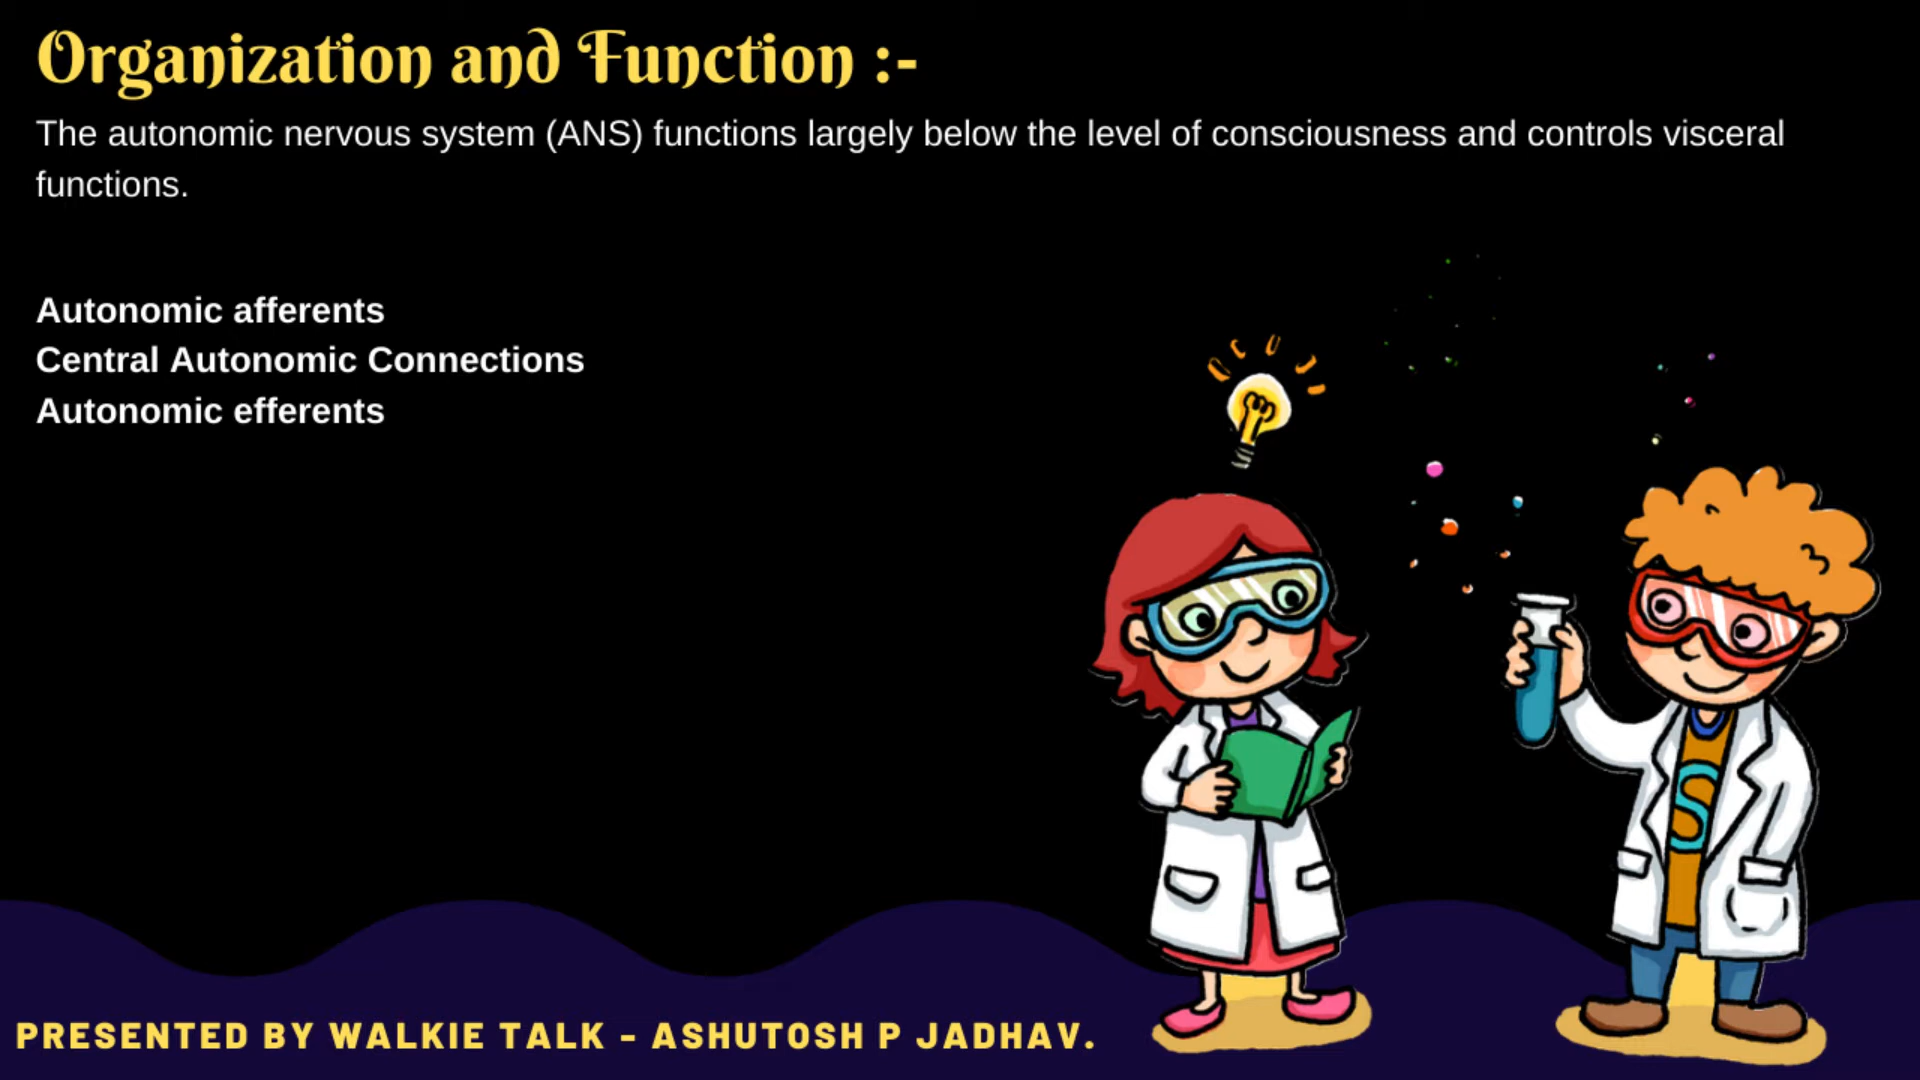 Organization and Function :-
The autonomic nervous system (ANS) functions largely below the level of consciousness and controls visceral
functions.
Autonomic afferents
Central Autonomic Connections
Autonomic efferents
S
PRESENTED BY WALKIE TALK - ASHUTOSH P JADHAV.